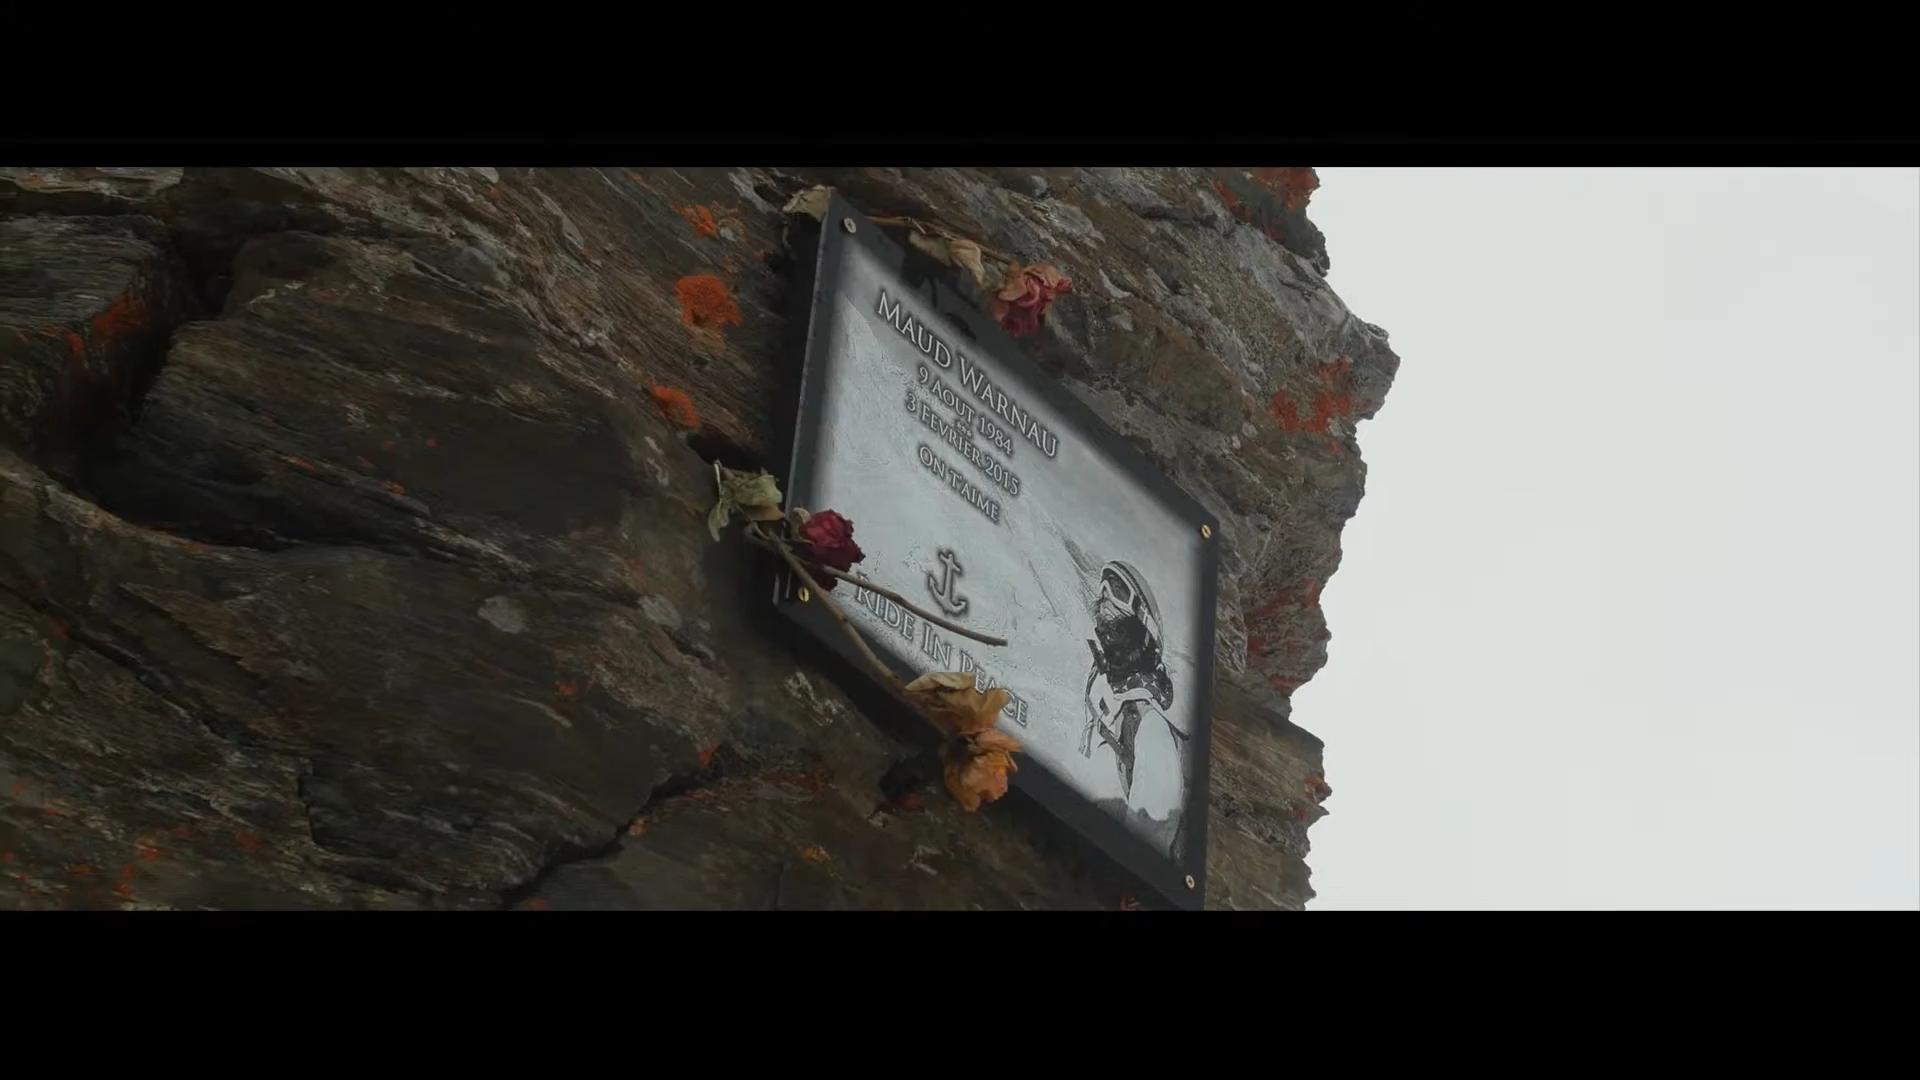 MAUD WARNAU
9 AOUT 1984
***
3 FEVRIER 2015
ON T'AIME
RIDE IN PEACE